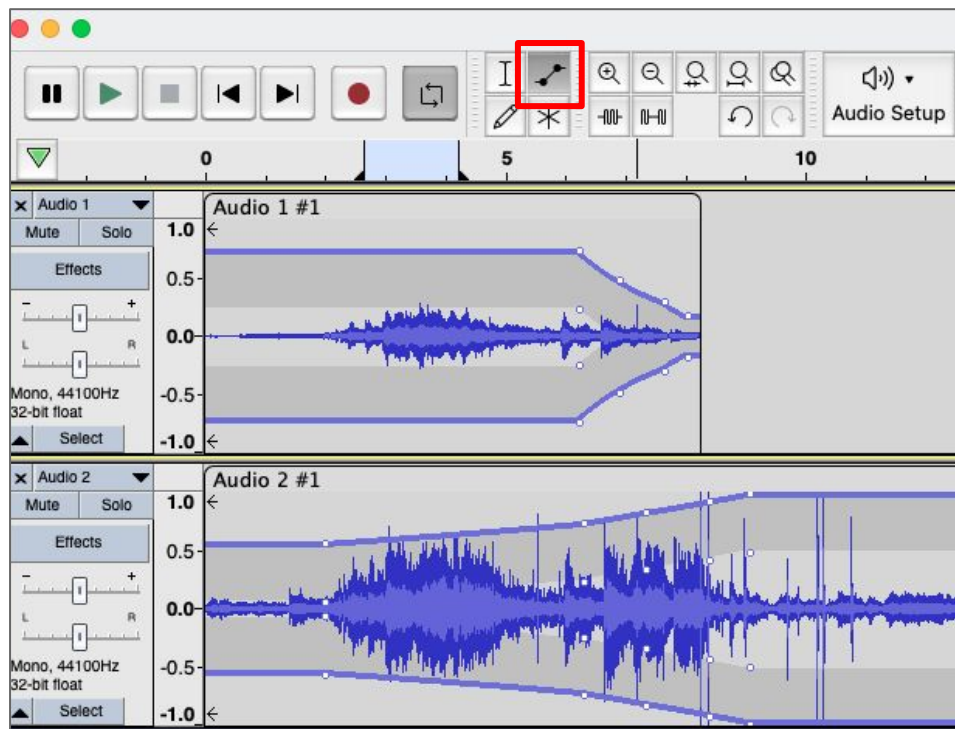 Audio Setup
0 5 10
Audio 1
Audio 1 #1
Mute Solo
Effects
- +
L R
Mono, 44100Hz
32-bit float
Select
1.0
0.5
0.0
-0.5
-1.0
Audio 2
Audio 2 #1
Mute Solo
Effects
- +
L R
Mono, 44100Hz
32-bit float
Select
1.0
0.5
0.0
-0.5
-1.0